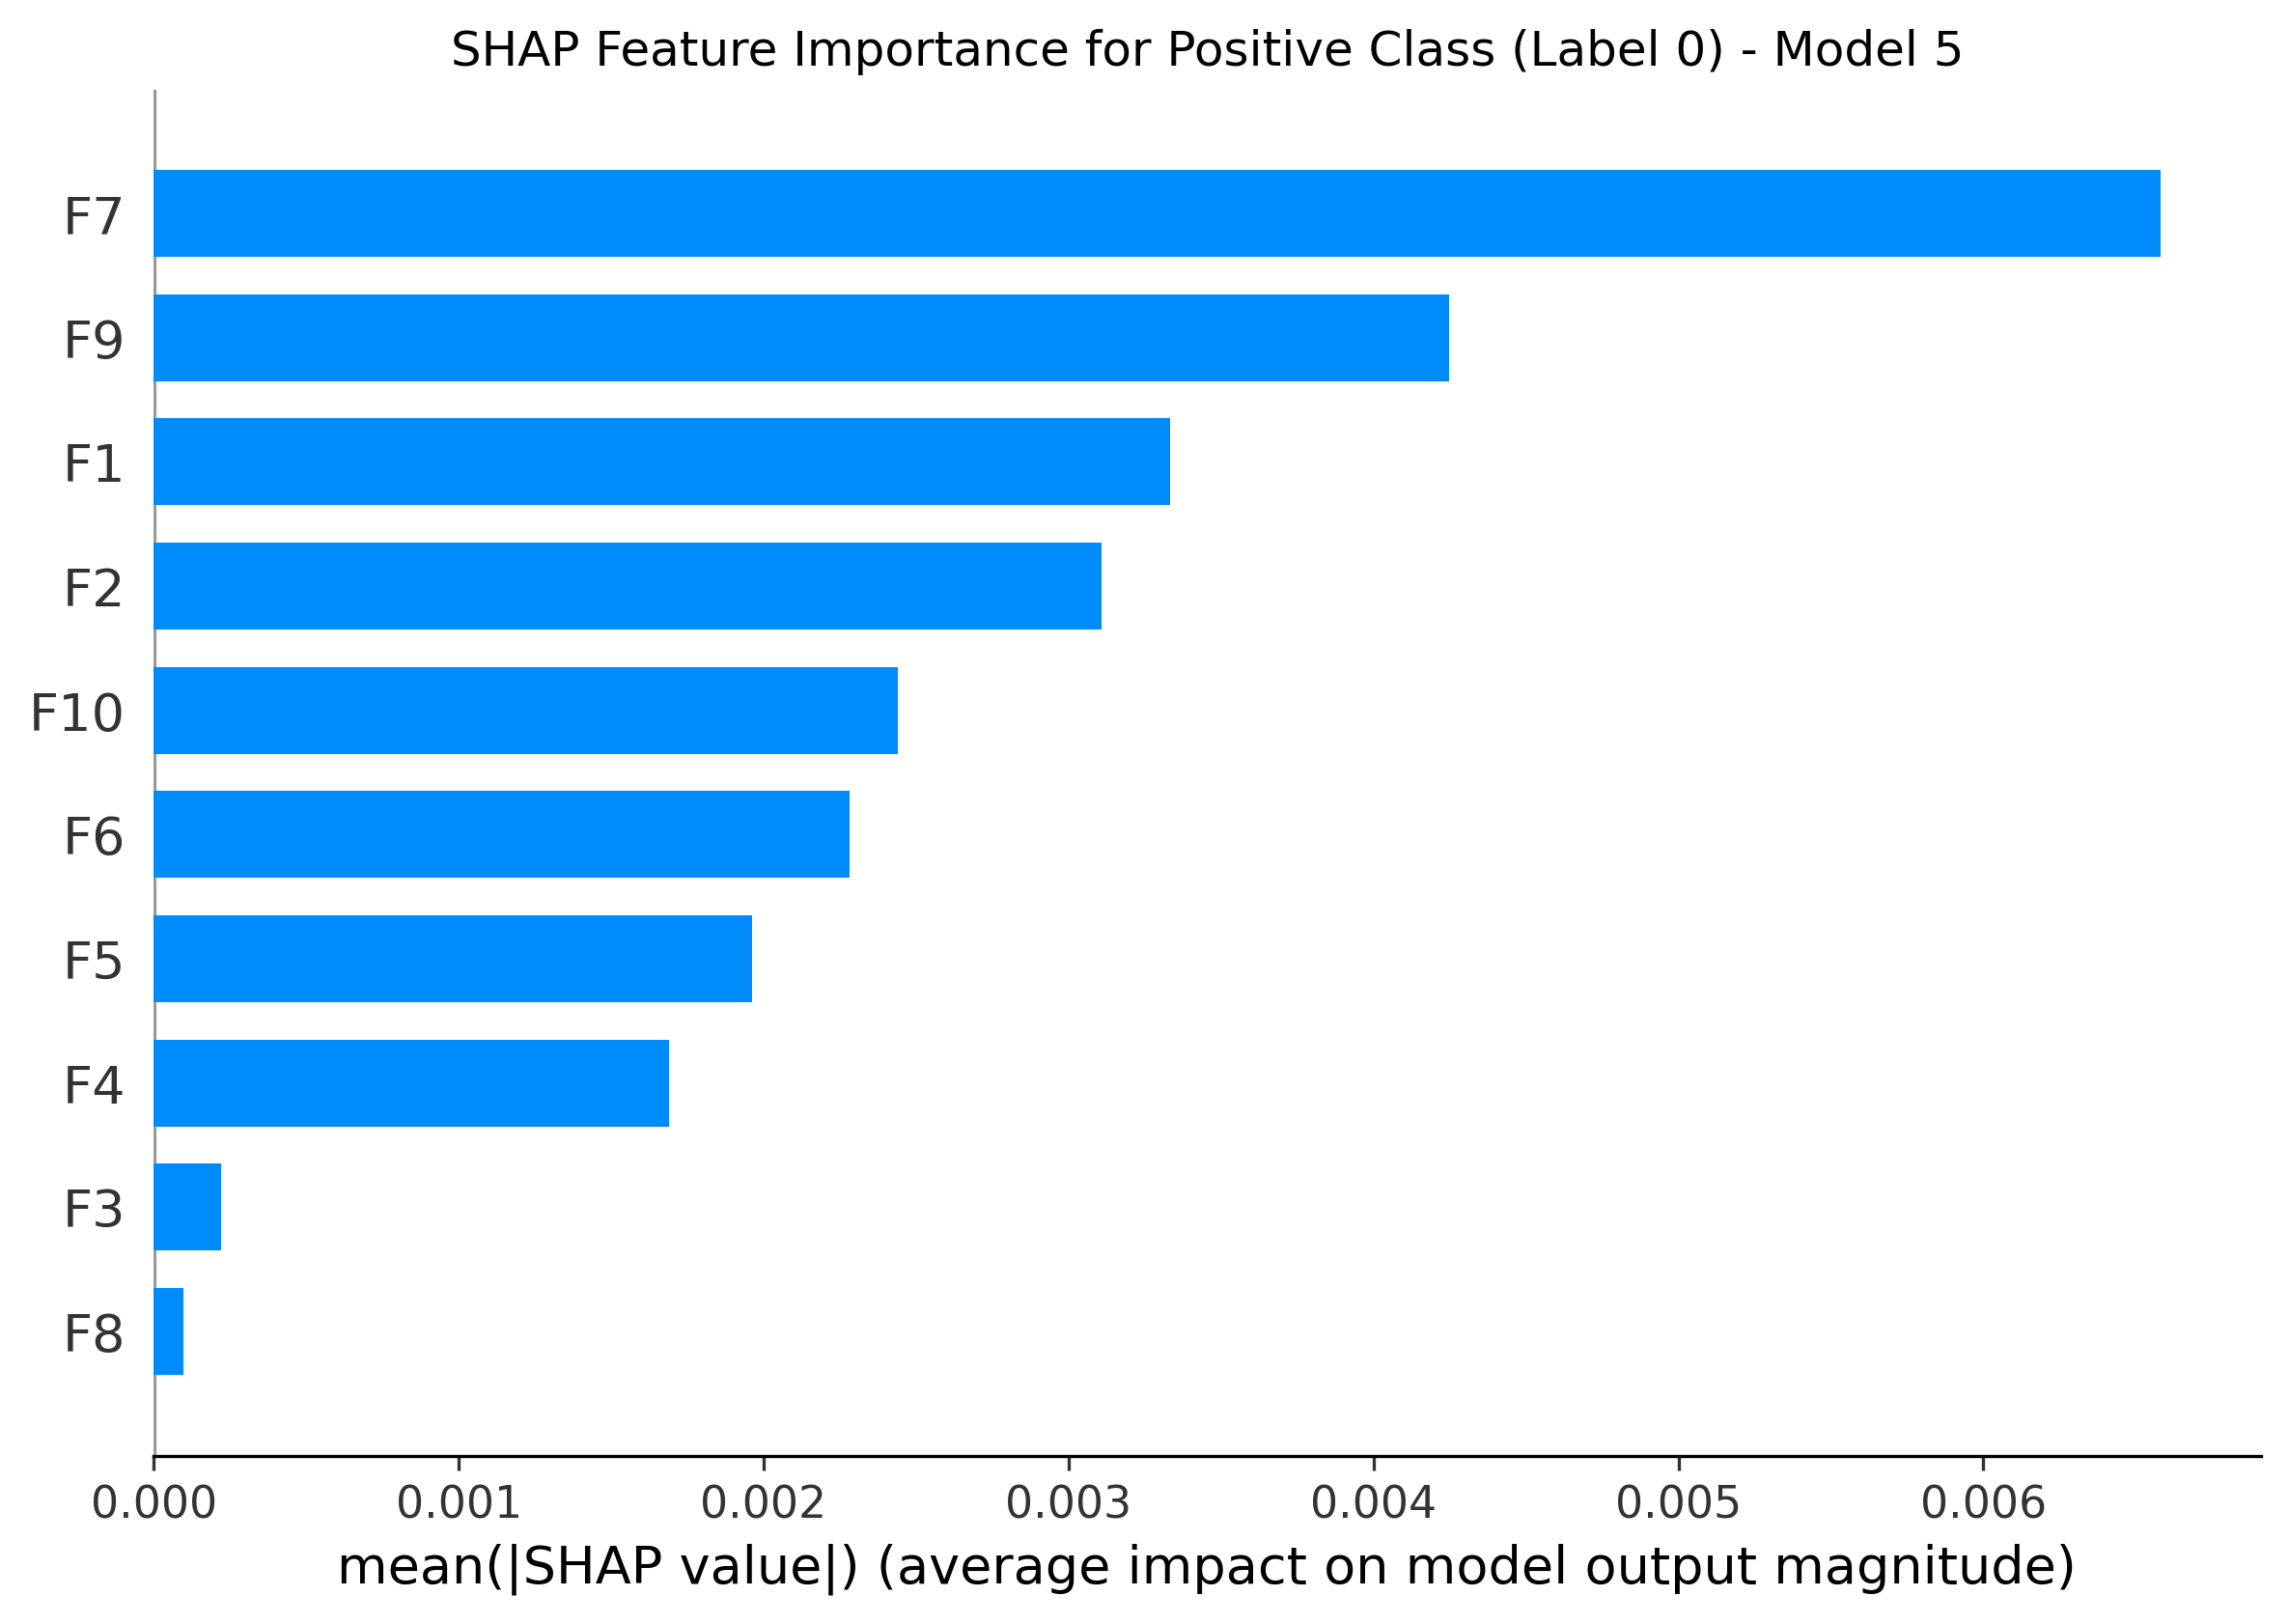 SHAP Feature Importance for Positive Class (Label 0) - Model 5
F7
F9
F1
F2
F10
F6
F5
F4
F3
F8
0.000 0.001 0.002 0.003 0.004 0.005 0.006
mean(|SHAP value|) (average impact on model output magnitude)